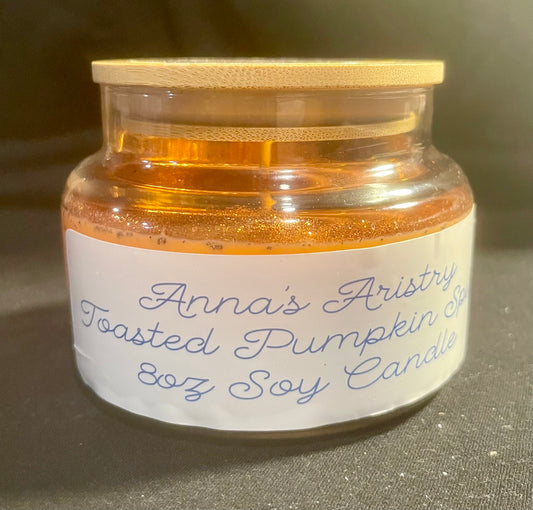 Anna's Aristry
Toasted Pumpkin
8oz Soy Candle